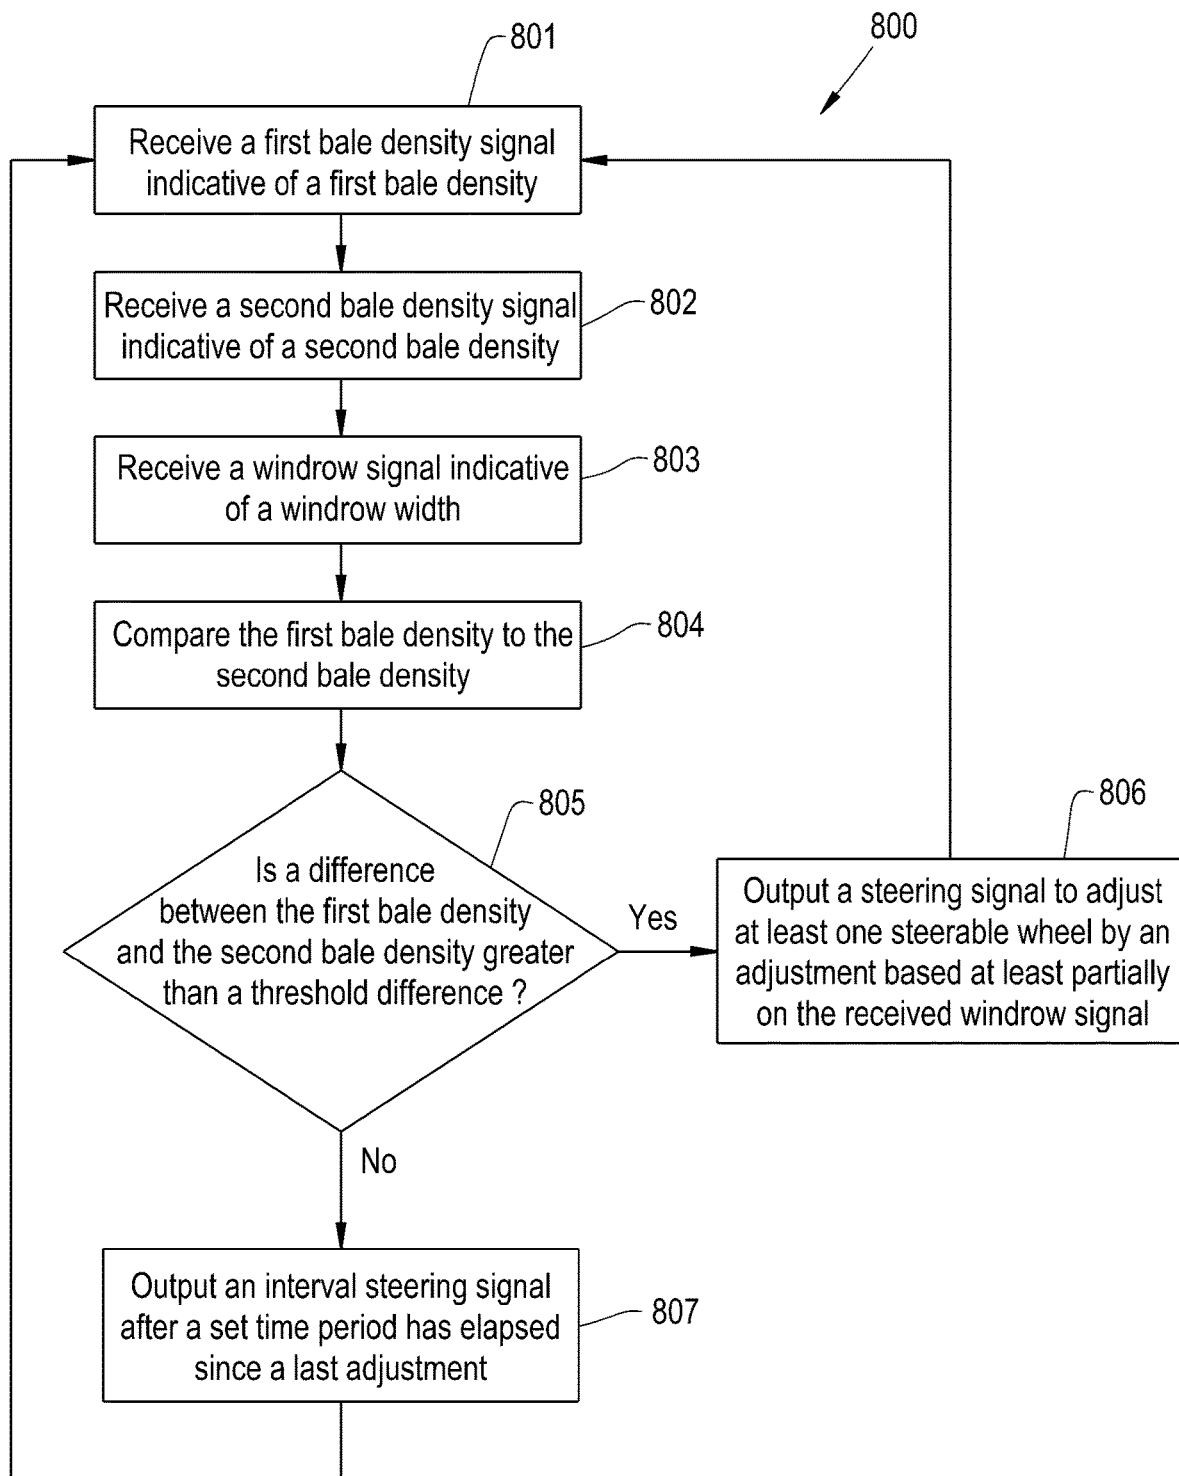 801
800
Receive a first bale density signal
indicative of a first bale density
Receive a second bale density signal
indicative of a second bale density
802
Receive a windrow signal indicative
of a windrow width
803
Compare the first bale density to the
second bale density
804
805
Is a difference
between the first bale density
and the second bale density greater
than a threshold difference ?
Yes
806
Output a steering signal to adjust
at least one steerable wheel by an
adjustment based at least partially
on the received windrow signal
No
Output an interval steering signal
after a set time period has elapsed
since a last adjustment
807